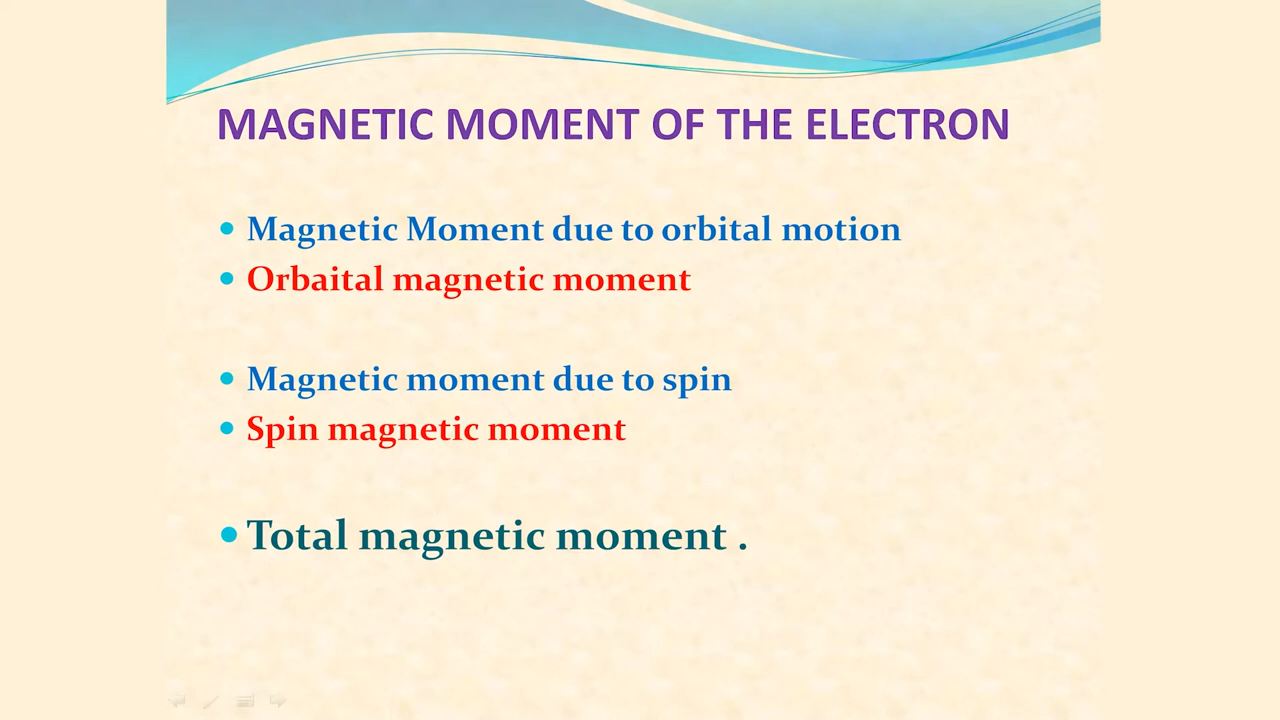 MAGNETIC MOMENT OF THE ELECTRON
• Magnetic Moment due to orbital motion
• Orbaital magnetic moment
• Magnetic moment due to spin
• Spin magnetic moment
• Total magnetic moment .